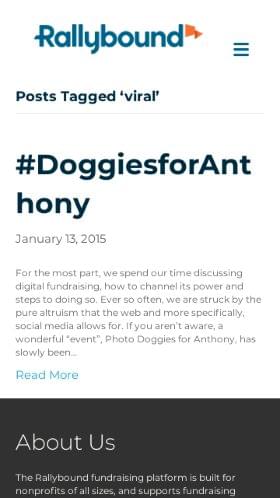 Rallybound
Posts Tagged ‘viral’
#DoggiesforAnt
hony
January 13, 2015
For the most part, we spend our time discussing
digital fundraising, how to channel its power and
steps to doing so. Ever so often, we are struck by the
pure altruism that the web and more specifically,
social media allows for. If you aren’t aware, a
wonderful “event”, Photo Doggies for Anthony, has
slowly been...
Read More
About Us
The Rallybound fundraising platform is built for
nonprofits of all sizes, and supports fundraising